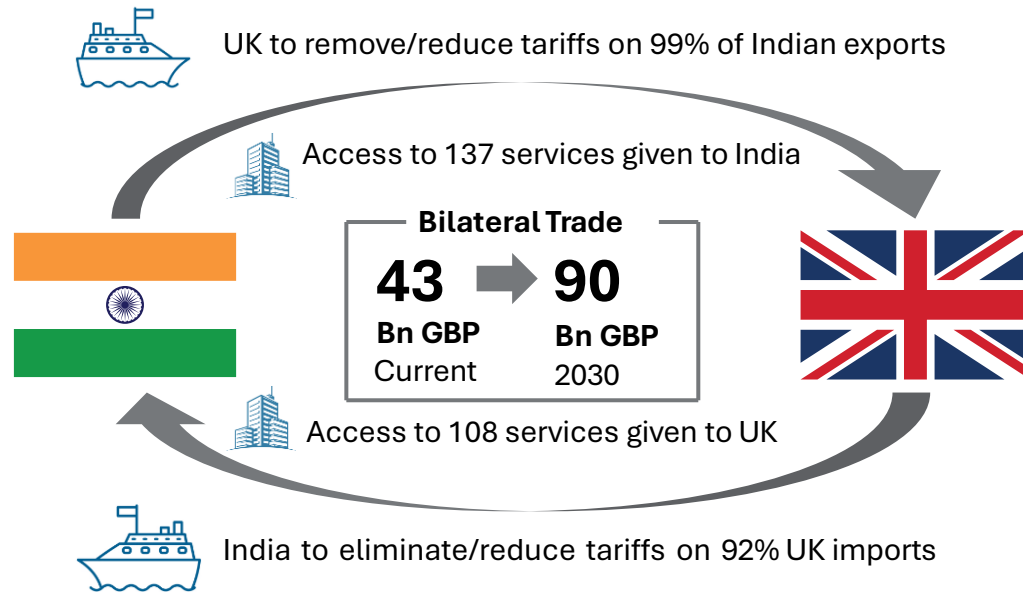 UK to remove/reduce tariffs on 99% of Indian exports
Access to 137 services given to India
Bilateral Trade
43 90
Bn GBP Bn GBP
Current 2030
Access to 108 services given to UK
India to eliminate/reduce tariffs on 92% UK imports